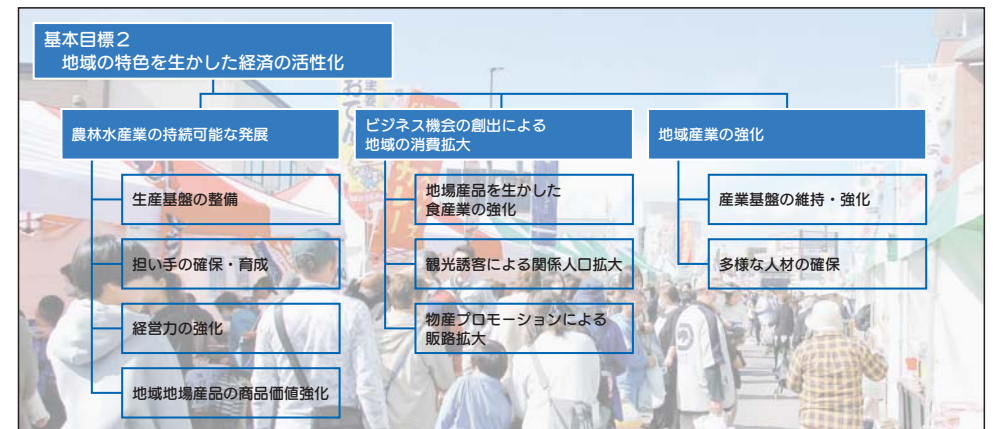 基本目標2
地域の特色を生かした経済の活性化
農林水産業の持続可能な発展
生産基盤の整備
担い手の確保・育成
経営力の強化
地域地場産品の商品価値強化
ビジネス機会の創出による
地域の消費拡大
地場産品を生かした
食産業の強化
観光誘客による関係人口拡大
物産プロモーションによる
販路拡大
地域産業の強化
産業基盤の維持・強化
多様な人材の確保
おでん